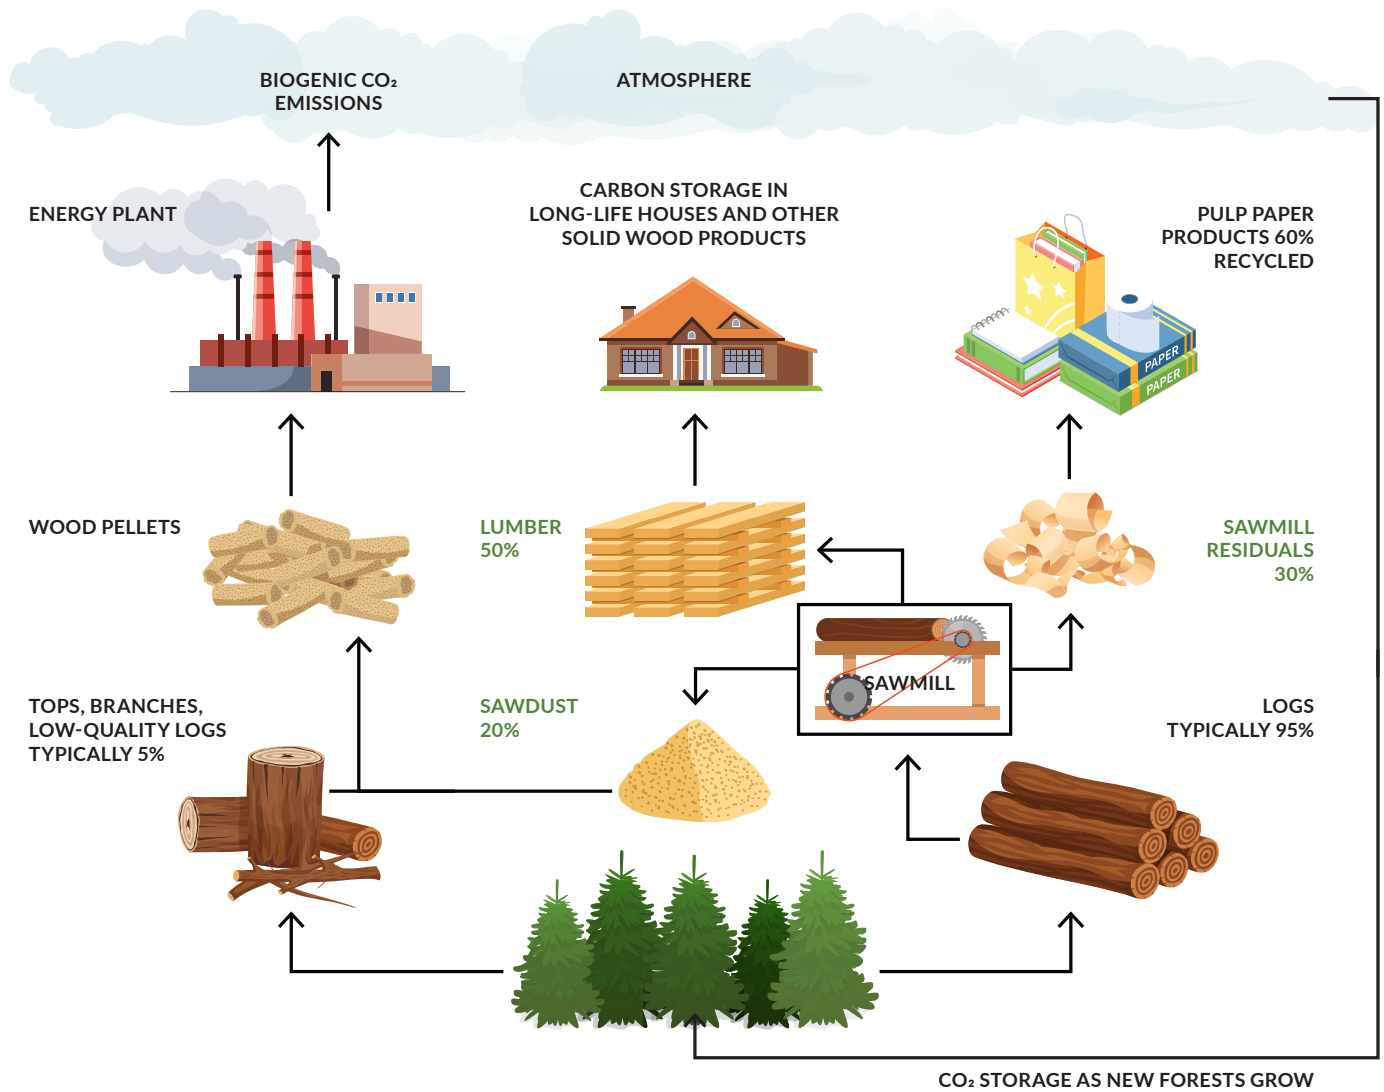 BIOGENIC CO₂
EMISSIONS
ATMOSPHERE
ENERGY PLANT
CARBON STORAGE IN
LONG-LIFE HOUSES AND OTHER
SOLID WOOD PRODUCTS
PULP PAPER
PRODUCTS 60%
RECYCLED
PAPER
PAPER
WOOD PELLETS
LUMBER
50%
SAWMILL
RESIDUALS
30%
TOPS, BRANCHES,
LOW-QUALITY LOGS
TYPICALLY 5%
SAWDUST
20%
SAWMILL
LOGS
TYPICALLY 95%
CO₂ STORAGE AS NEW FORESTS GROW